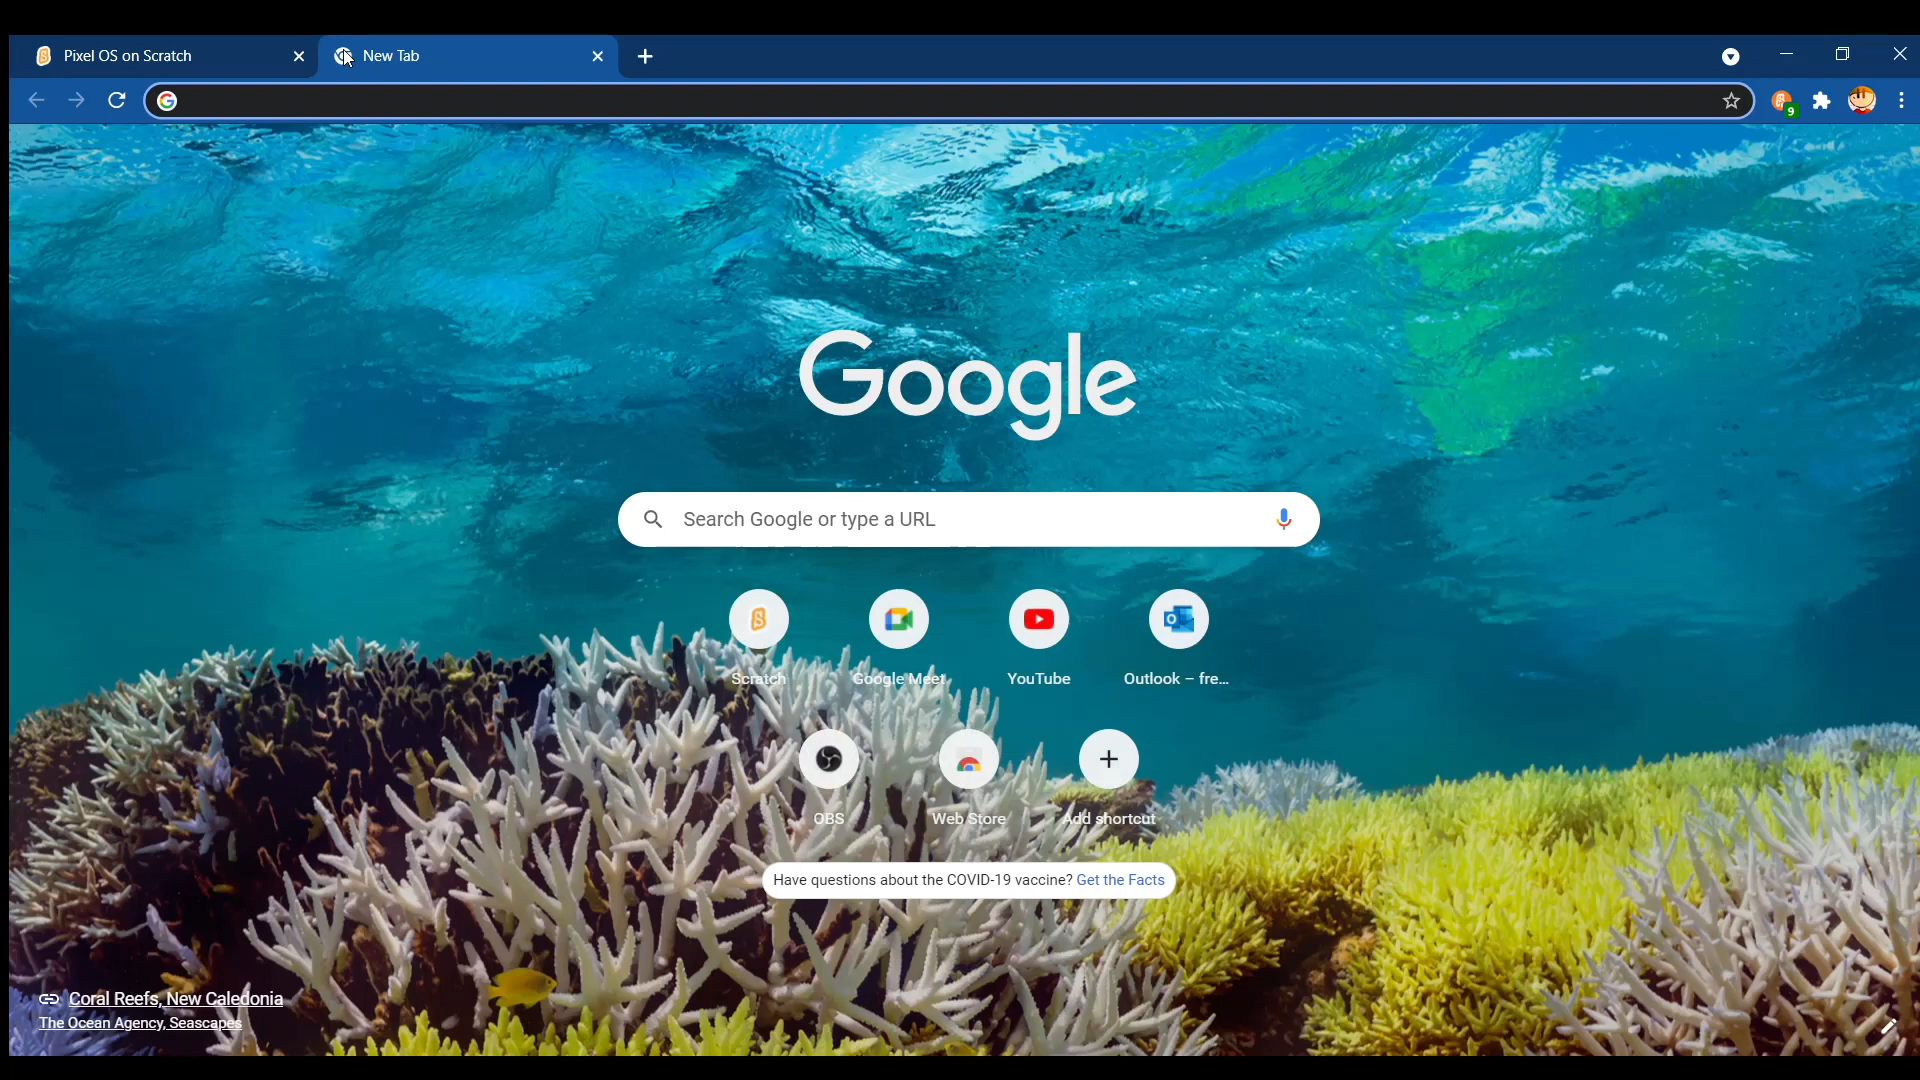 Pixel OS on Scratch
New Tab
9
Google
Search Google or type a URL
Scratch
Google Meet
YouTube
Outlook – fre...
OBS
Web Store
Add shortcut
Have questions about the COVID-19 vaccine? Get the Facts
Coral Reefs, New Caledonia
The Ocean Agency, Seascapes